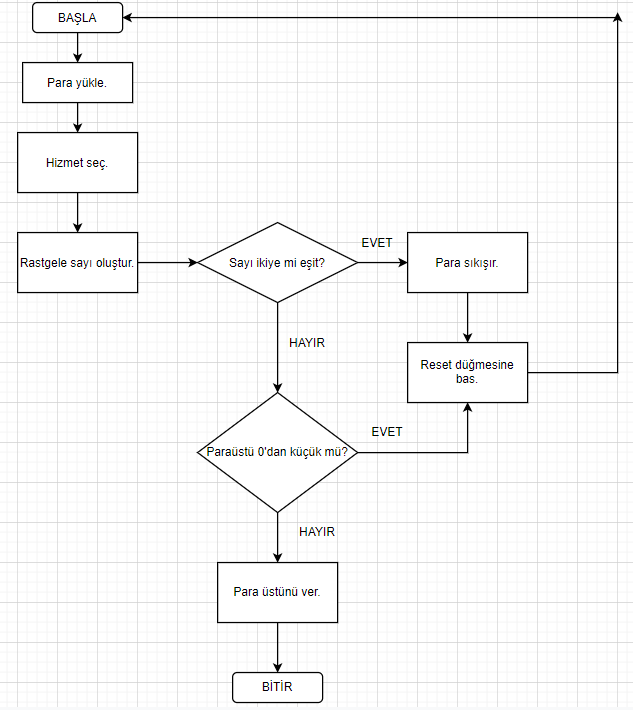 BAŞLA
Para yükle.
Hizmet seç.
Rastgele sayı oluştur.
Sayı ikiye mi eşit?
EVET
Para sıkışır.
HAYIR
Reset düğmesine
bas.
Paraüstü 0'dan küçük mü?
EVET
HAYIR
Para üstünü ver.
BİTİR